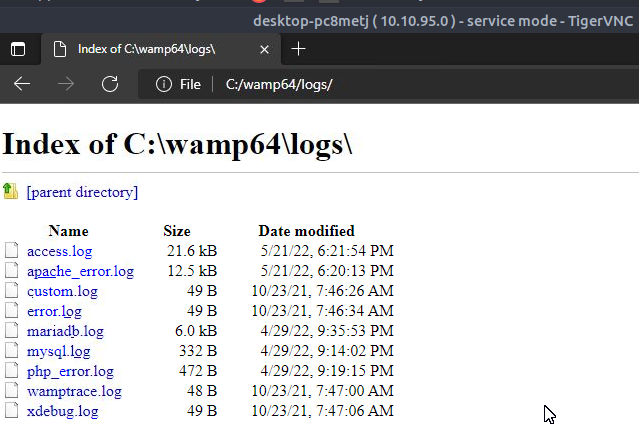 desktop-pc8metj ( 10.10.95.0 ) - service mode - TigerVNC
Index of C:\wamp64\logs\
File C:/wamp64/logs/
Index of C:\wamp64\logs\
[parent directory]
Name Size Date modified
access.log 21.6 kB 5/21/22, 6:21:54 PM
apache_error.log 12.5 kB 5/21/22, 6:20:13 PM
custom.log 49 B 10/23/21, 7:46:26 AM
error.log 49 B 10/23/21, 7:46:34 AM
mariadb.log 6.0 kB 4/29/22, 9:35:53 PM
mysql.log 332 B 4/29/22, 9:14:02 PM
php_error.log 472 B 4/29/22, 9:19:15 PM
wamptrace.log 48 B 10/23/21, 7:47:00 AM
xdebug.log 49 B 10/23/21, 7:47:06 AM